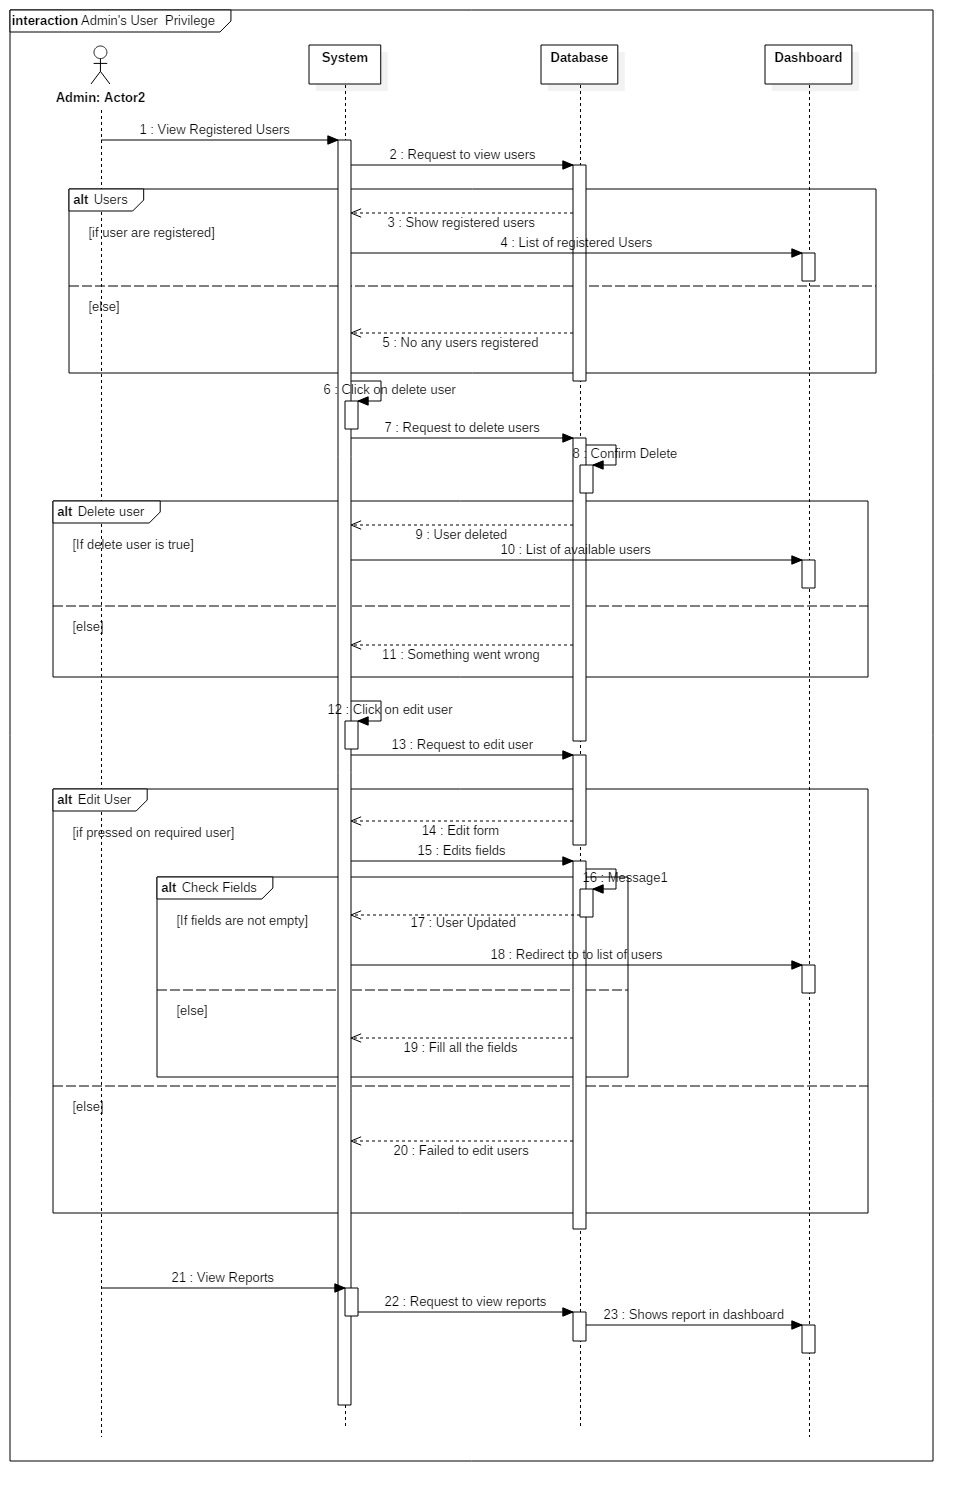 interaction Admin's User Privilege
System
Database
Dashboard
Admin: Actor2
1 : View Registered Users
2 : Request to view users
alt Users
3 : Show registered users
[if user are registered]
4 : List of registered Users
[else]
5 : No any users registered
6 : Click on delete user
7 : Request to delete users
8 : Confirm Delete
alt Delete user
9 : User deleted
[If delete user is true]
10 : List of available users
[else]
11 : Something went wrong
12 : Click on edit user
13 : Request to edit user
alt Edit User
14 : Edit form
[if pressed on required user]
15 : Edits fields
16 : Message1
alt Check Fields
[If fields are not empty]
17 : User Updated
18 : Redirect to to list of users
[else]
19 : Fill all the fields
[else]
20 : Failed to edit users
21 : View Reports
22 : Request to view reports
23 : Shows report in dashboard